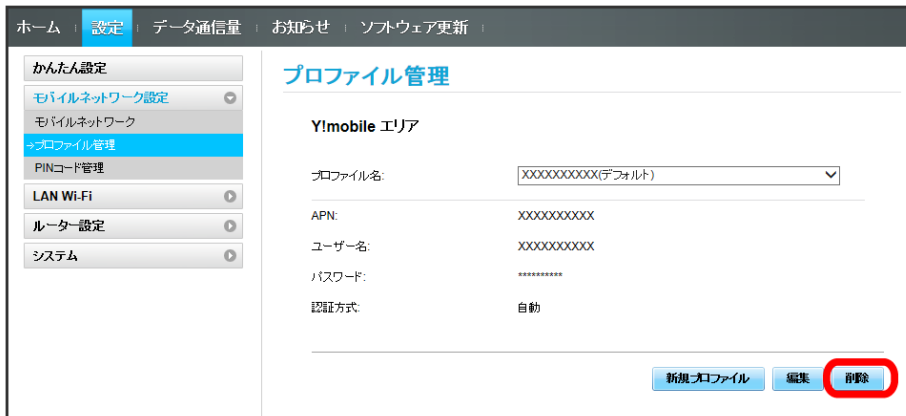 ホーム 設定 データ通信量 お知らせ ソフトウェア更新
かんたん設定
モバイルネットワーク設定
モバイルネットワーク
→プロファイル管理
PINコード管理
LAN Wi-Fi
ルーター設定
システム
プロファイル管理
Y!mobile エリア
プロファイル名: XXXXXXXXXX(デフォルト)
APN: XXXXXXXXXX
ユーザー名: XXXXXXXXXX
パスワード: **********
認証方式: 自動
新規プロファイル 編集 削除